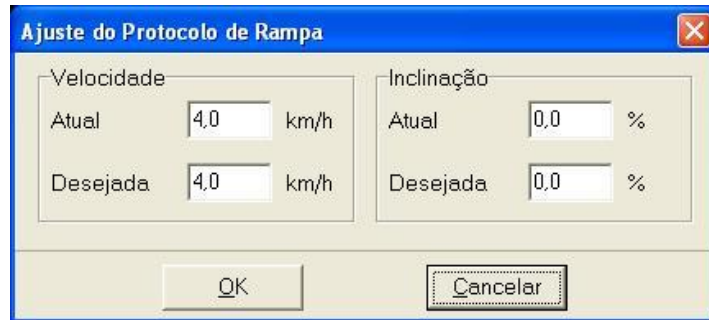 Ajuste do Protocolo de Rampa
Velocidade
Atual 4,0 km/h
Desejada 4,0 km/h
Inclinação
Atual 0,0 %
Desejada 0,0 %
OK
Cancelar